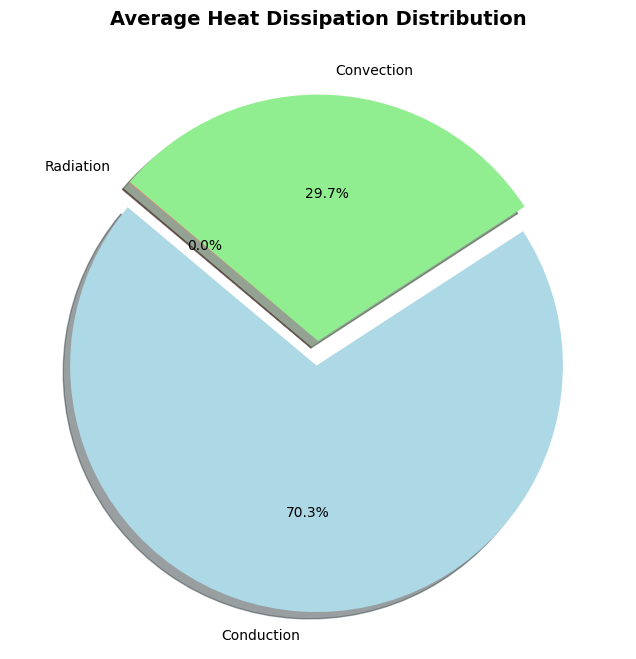 Average Heat Dissipation Distribution
Convection
Radiation
29.7%
0.0%
70.3%
Conduction